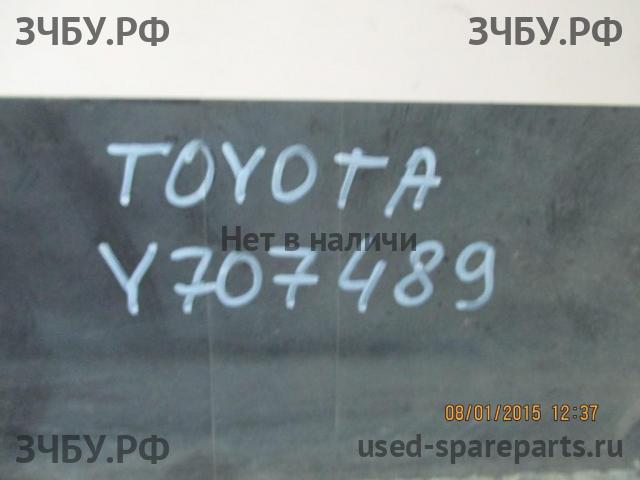 ЗЧБУ.РФ ЗЧБУ.РФ
TOYOTA
Нет в наличи
Y707489
08/01/2015 12:37
ЗЧБУ.РФ used-spareparts.ru